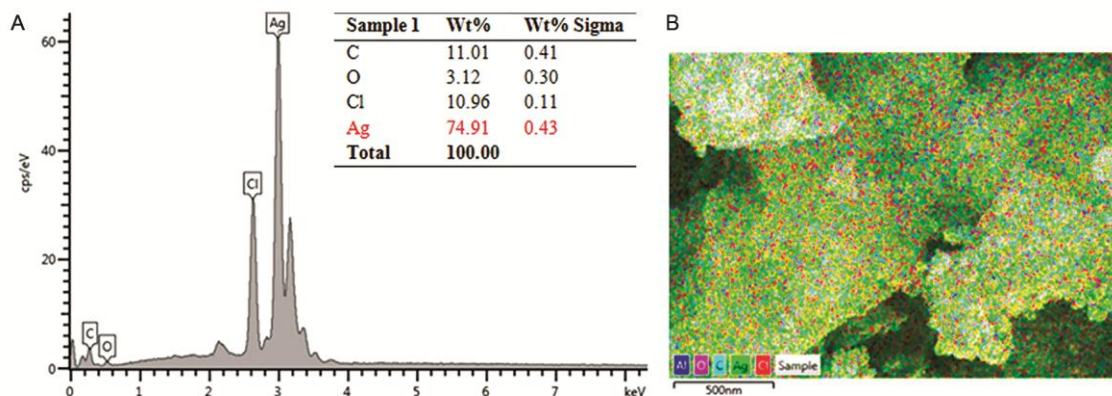 A
60
40
20
0
cps/eV
Ag
Cl
C
O
0 1 2 3 4 5 6 7 keV
Sample 1 Wt% Wt% Sigma
C 11.01 0.41
O 3.12 0.30
Cl 10.96 0.11
Ag 74.91 0.43
Total 100.00
B
Al O C Ag Cl Sample
500nm